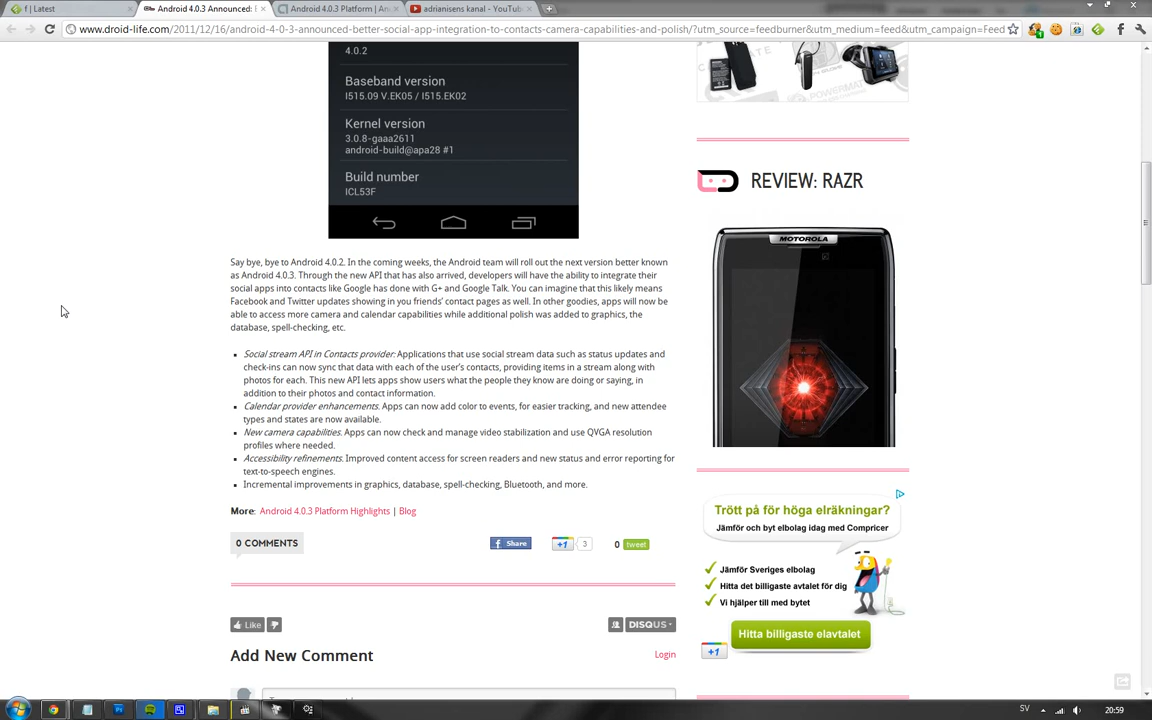 f | Latest
Android 4.0.3 Announced: E
Android 4.0.3 Platform | An
adrianisens kanal - YouTube
www.droid-life.com/2011/12/16/android-4-0-3-announced-better-social-app-integration-to-contacts-camera-capabilities-and-polish/?utm_source=feedburner&utm_medium=feed&utm_campaign=Feed
4.0.2
Baseband version
I515.09 V.EK05 / I515.EK02
Kernel version
3.0.8-gaaa2611
android-build@apa28 #1
Build number
ICL53F
Say bye, bye to Android 4.0.2. In the coming weeks, the Android team will roll out the next version better known
as Android 4.0.3. Through the new API that has also arrived, developers will have the ability to integrate their
social apps into contacts like Google has done with G+ and Google Talk. You can imagine that this likely means
Facebook and Twitter updates showing in you friends' contact pages as well. In other goodies, apps will now be
able to access more camera and calendar capabilities while additional polish was added to graphics, the
database, spell-checking, etc.
Social stream API in Contacts provider: Applications that use social stream data such as status updates and
check-ins can now sync that data with each of the user's contacts, providing items in a stream along with
photos for each. This new API lets apps show users what the people they know are doing or saying, in
addition to their photos and contact information.
Calendar provider enhancements. Apps can now add color to events, for easier tracking, and new attendee
types and states are now available.
New camera capabilities. Apps can now check and manage video stabilization and use QVGA resolution
profiles where needed.
Accessibility refinements. Improved content access for screen readers and new status and error reporting for
text-to-speech engines.
Incremental improvements in graphics, database, spell-checking, Bluetooth, and more.
More: Android 4.0.3 Platform Highlights | Blog
0 COMMENTS
Share
+1
3
0
tweet
Like
DISQUS
Add New Comment
Login
REVIEW: RAZR
MOTOROLA
Trött på för höga elräkningar?
Jämför och byt elbolag idag med Compricer
Jämföra Sveriges elbolag
Hitta det billigaste avtalet för dig
Vi hjälper till med bytet
Hitta billigaste elavtalet
+1
SV
20:59